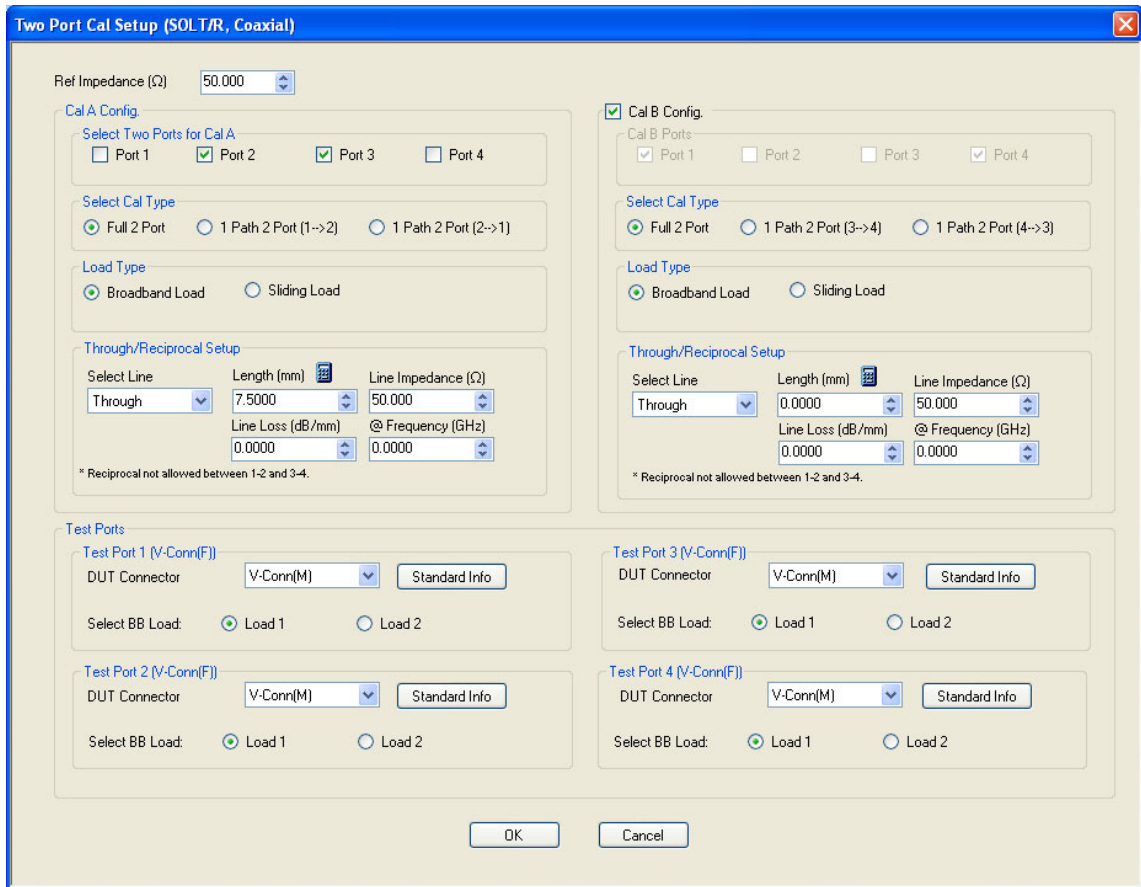 Two Port Cal Setup (SOLT/R, Coaxial)
Ref Impedance (Ω) 50.000
Cal A Config.
Select Two Ports for Cal A
Port 1 Port 2 Port 3 Port 4
Select Cal Type
Full 2 Port 1 Path 2 Port (1-->2) 1 Path 2 Port (2-->1)
Load Type
Broadband Load Sliding Load
Through/Reciprocal Setup
Select Line Length (mm) Line Impedance (Ω)
Through 7.5000 50.000
Line Loss (dB/mm) @ Frequency (GHz)
0.0000 0.0000
* Reciprocal not allowed between 1-2 and 3-4.
Cal B Config.
Cal B Ports
Port 1 Port 2 Port 3 Port 4
Select Cal Type
Full 2 Port 1 Path 2 Port (3-->4) 1 Path 2 Port (4-->3)
Load Type
Broadband Load Sliding Load
Through/Reciprocal Setup
Select Line Length (mm) Line Impedance (Ω)
Through 0.0000 50.000
Line Loss (dB/mm) @ Frequency (GHz)
0.0000 0.0000
* Reciprocal not allowed between 1-2 and 3-4.
Test Ports
Test Port 1 (V-Conn(F))
DUT Connector V-Conn(M) Standard Info
Select BB Load: Load 1 Load 2
Test Port 3 (V-Conn(F))
DUT Connector V-Conn(M) Standard Info
Select BB Load: Load 1 Load 2
Test Port 2 (V-Conn(F))
DUT Connector V-Conn(M) Standard Info
Select BB Load: Load 1 Load 2
Test Port 4 (V-Conn(F))
DUT Connector V-Conn(M) Standard Info
Select BB Load: Load 1 Load 2
OK Cancel